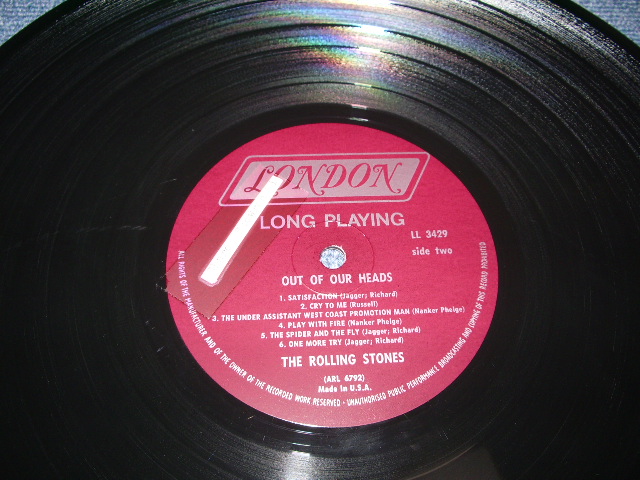 LONDON
LONG PLAYING
LL 3429
side two
OUT OF OUR HEADS
1. SATISFACTION (Jagger; Richard)
2. CRY TO ME (Russell)
3. THE UNDER ASSISTANT WEST COAST PROMOTION MAN (Nanker Phelge)
4. PLAY WITH FIRE (Nanker Phelge)
5. THE SPIDER AND THE FLY (Jagger; Richard)
6. ONE MORE TRY (Jagger; Richard)
THE ROLLING STONES
(ARL 6792)
Made in U.S.A.
ALL RIGHTS OF THE MANUFACTURER AND OF THE OWNER OF THE RECORDED WORK RESERVED - UNAUTHORISED PUBLIC PERFORMANCE, BROADCASTING AND COPYING OF THIS RECORD PROHIBITED